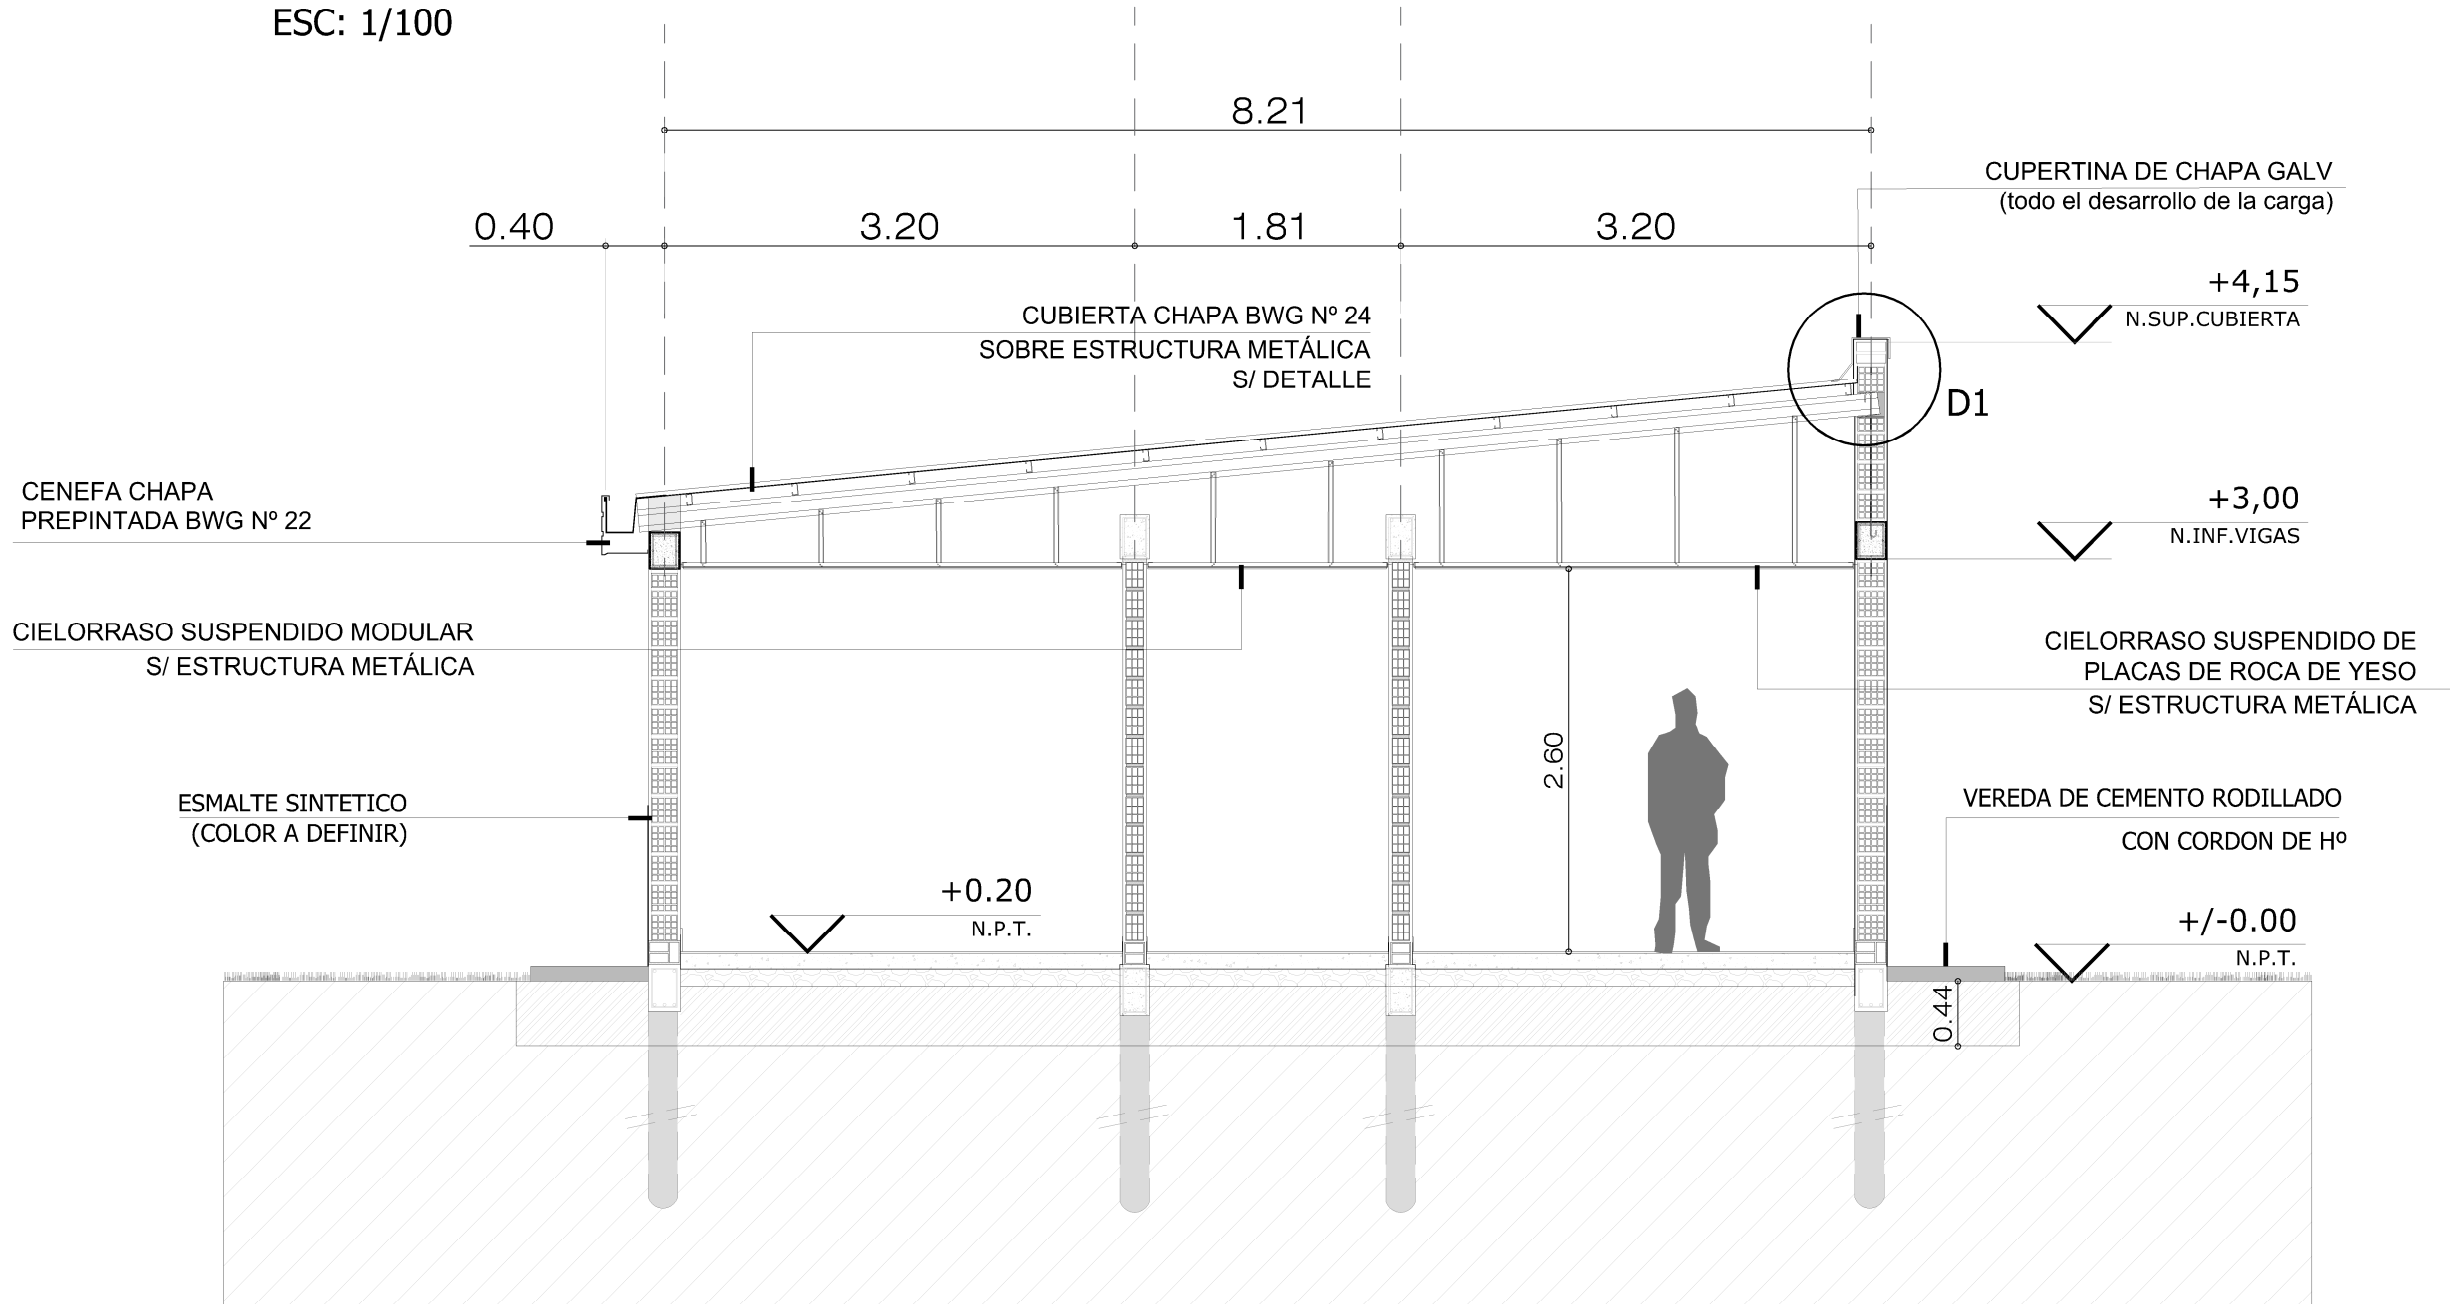 ESC: 1/100
8.21
0.40
3.20
1.81
3.20
CUPERTINA DE CHAPA GALV
(todo el desarrollo de la carga)
+4,15
N.SUP.CUBIERTA
CUBIERTA CHAPA BWG Nº 24
SOBRE ESTRUCTURA METÁLICA
S/ DETALLE
D1
CENEFA CHAPA
PREPINTADA BWG Nº 22
+3,00
N.INF.VIGAS
CIELORRASO SUSPENDIDO MODULAR
S/ ESTRUCTURA METÁLICA
CIELORRASO SUSPENDIDO DE
PLACAS DE ROCA DE YESO
S/ ESTRUCTURA METÁLICA
2.60
ESMALTE SINTETICO
(COLOR A DEFINIR)
VEREDA DE CEMENTO RODILLADO
CON CORDON DE Hº
+0.20
N.P.T.
+/-0.00
N.P.T.
0.44